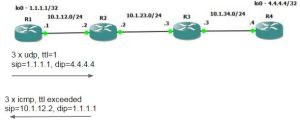 lo0 - 1.1.1.1/32
lo0 - 4.4.4.4/32
R1
10.1.12.0/24
R2
10.1.23.0/24
R3
10.1.34.0/24
R4
.1
.2
.2
.3
.3
.4
3 x udp, ttl=1
sip=1.1.1.1, dip=4.4.4.4
3 x icmp, ttl exceeded
sip=10.1.12.2, dip=1.1.1.1